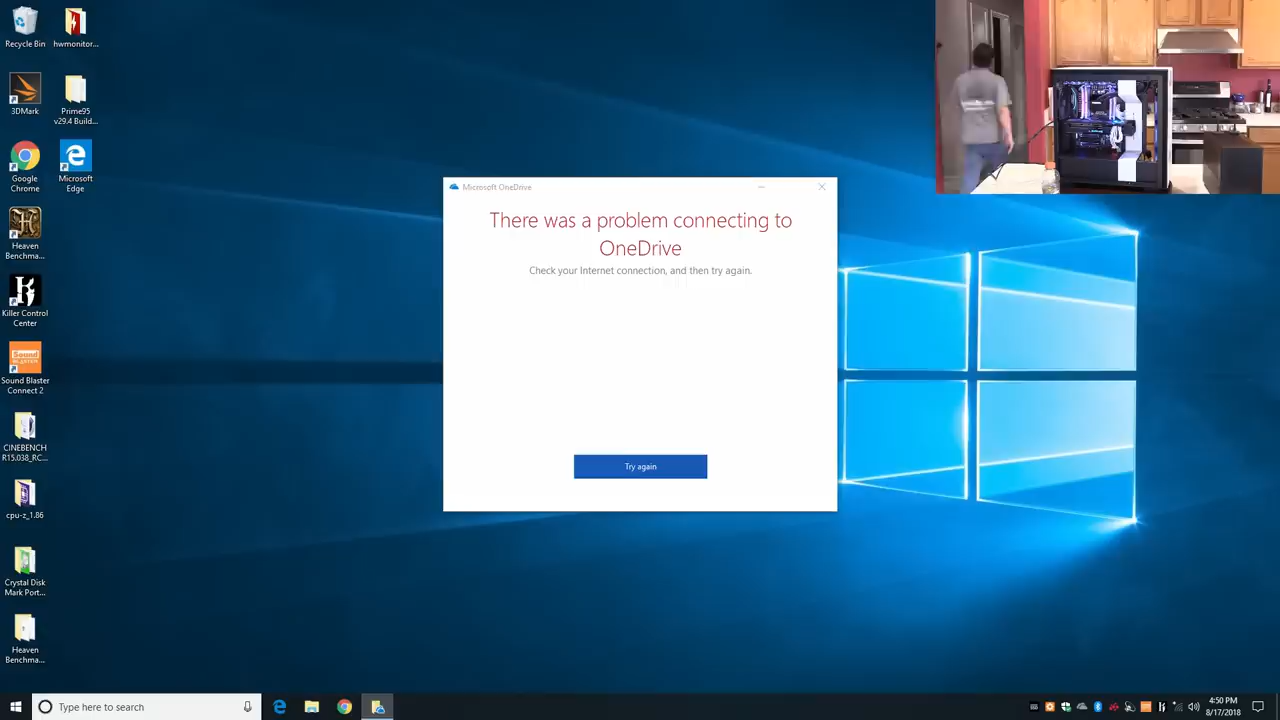 Recycle Bin
hwmonitor...
3DMark
Prime95
v29.4 Build...
Google
Chrome
Microsoft
Edge
Heaven
Benchma...
Killer Control
Center
Sound
BLASTER
Sound Blaster
Connect 2
CINEBENCH
R15.038_RC...
cpu-z_1.86
Crystal Disk
Mark Port...
Heaven
Benchma...
Microsoft OneDrive
There was a problem connecting to
OneDrive
Check your Internet connection, and then try again.
Try again
Type here to search
4:50 PM
8/17/2018